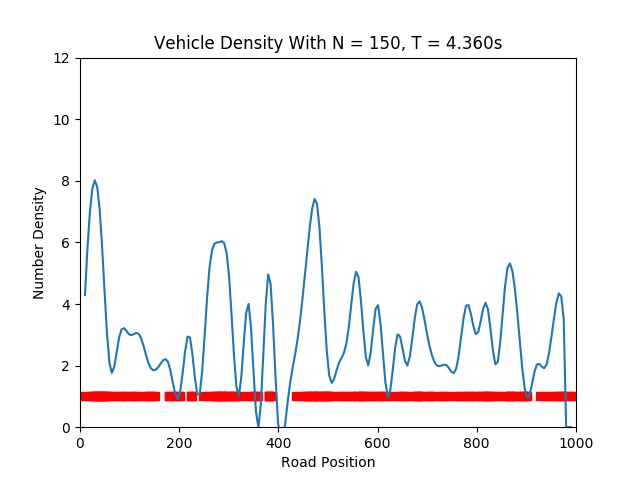 Vehicle Density With N = 150, T = 4.360s
12
10
8
6
4
2
0
Number Density
0 200 400 600 800 1000
Road Position